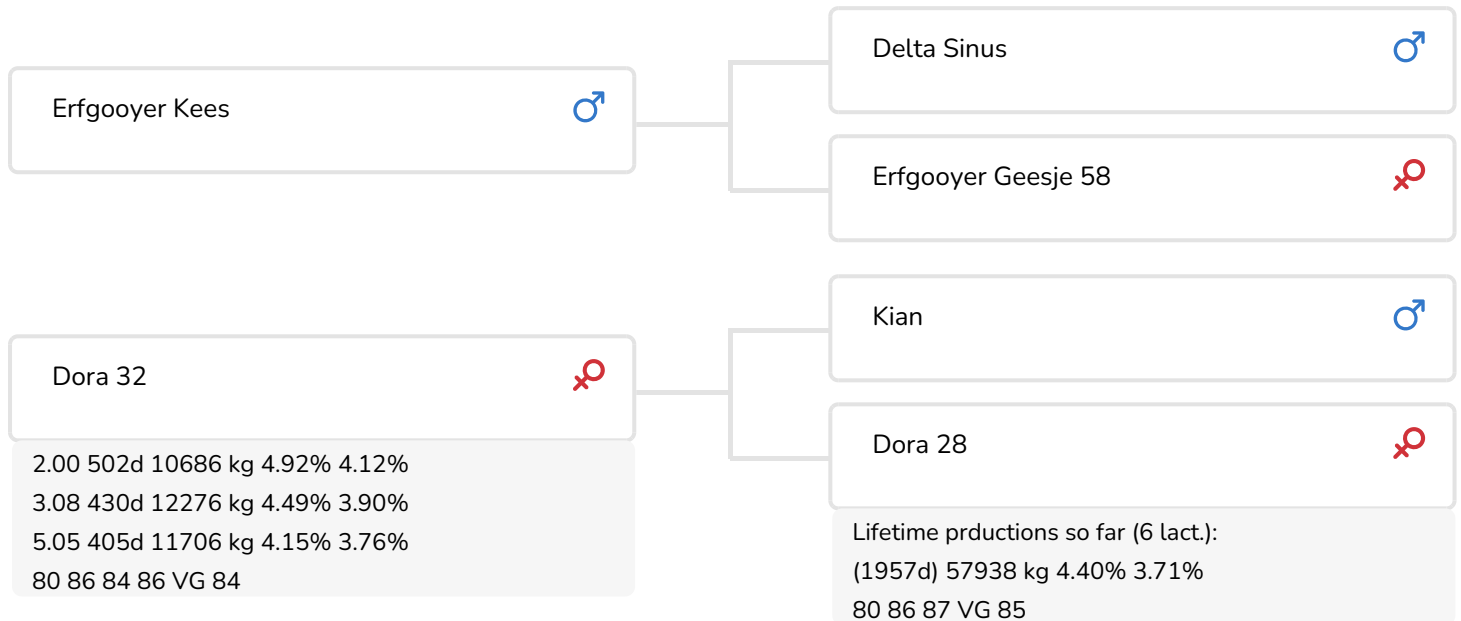 Delta Sinus
Erfgooyer Kees
Erfgooyer Geesje 58
Kian
Dora 32
2.00 502d 10686 kg 4.92% 4.12%
3.08 430d 12276 kg 4.49% 3.90%
5.05 405d 11706 kg 4.15% 3.76%
80 86 84 86 VG 84
Dora 28
Lifetime prductions so far (6 lact.):
(1957d) 57938 kg 4.40% 3.71%
80 86 87 VG 85